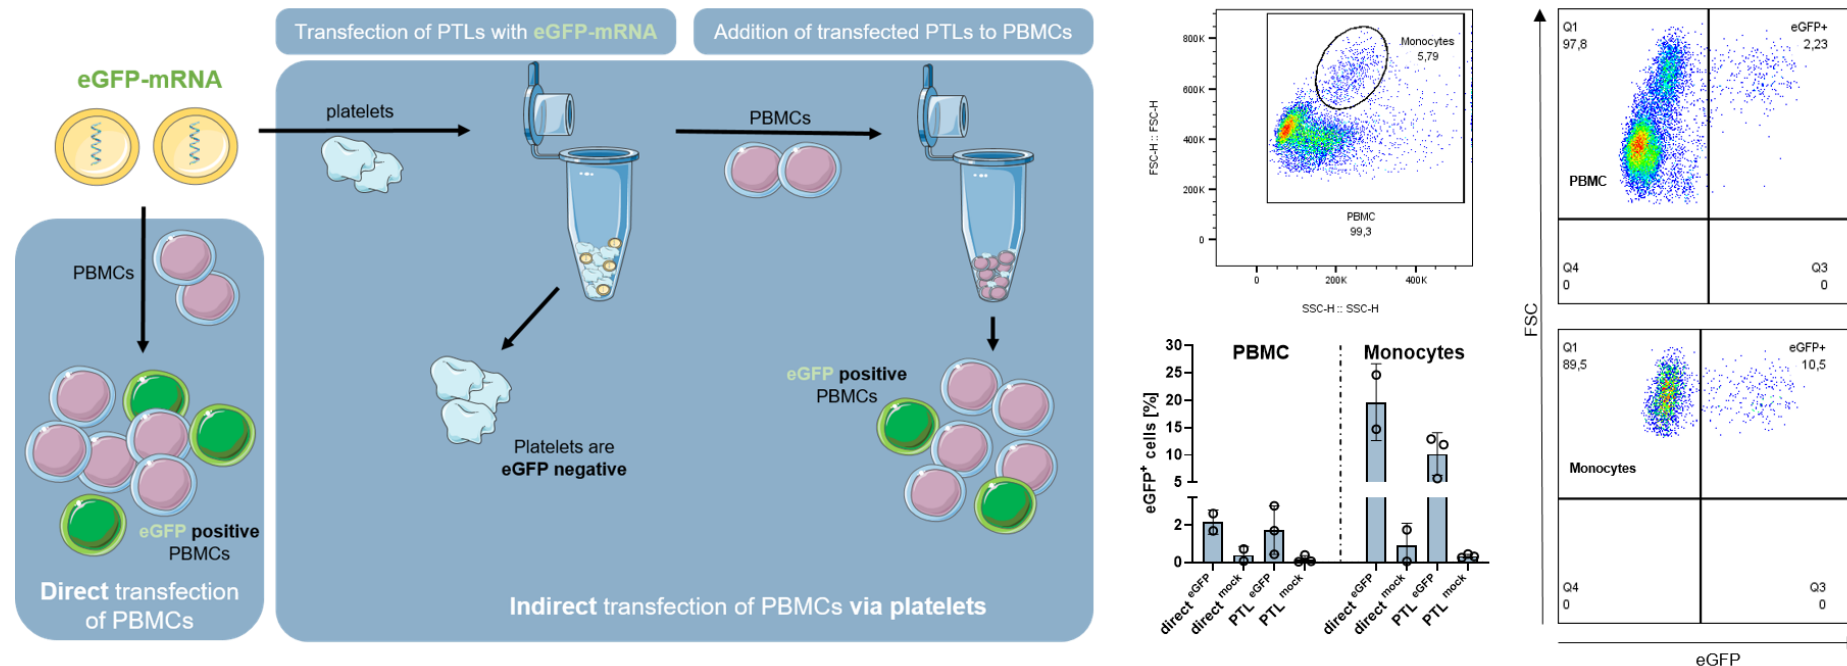 Transfection of PTLs with eGFP-mRNA
Addition of transfected PTLs to PBMCs
eGFP-mRNA
platelets
PBMCs
PBMCs
eGFP positive
PBMCs
Direct transfection
of PBMCs
Platelets are
eGFP negative
eGFP positive
PBMCs
Indirect transfection of PBMCs via platelets
FSC-H :: FSC-H
800K
600K
400K
200K
0
Monocytes
5,79
PBMC
99,3
0
200K
400K
SSC-H :: SSC-H
eGFP+ cells [%]
30
25
20
15
10
5
2
0
PBMC
Monocytes
direct eGFP
direct mock
PTL eGFP
PTL mock
direct eGFP
direct mock
PTL eGFP
PTL mock
FSC
Q1
97,8
eGFP+
2,23
PBMC
Q4
0
Q3
0
Q1
89,5
eGFP+
10,5
Monocytes
Q4
0
Q3
0
eGFP